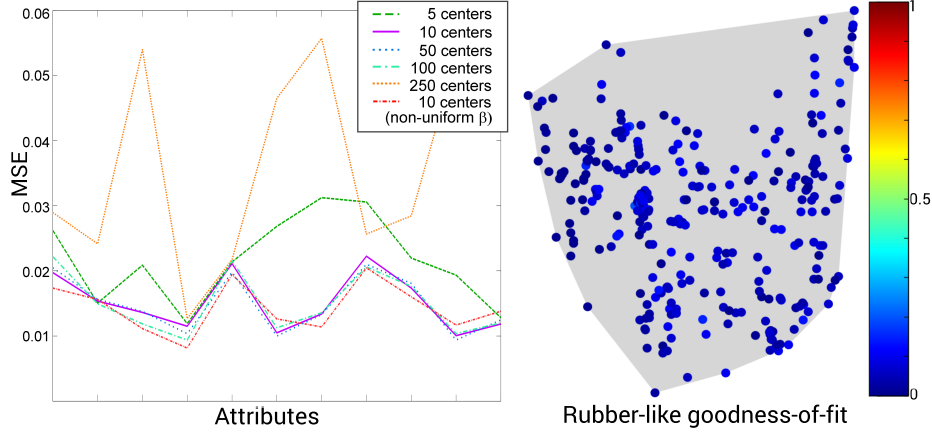 0.06
0.05
0.04
0.03
0.02
0.01
MSE
Attributes
5 centers
10 centers
50 centers
100 centers
250 centers
10 centers
(non-uniform β)
Rubber-like goodness-of-fit
1
0.5
0